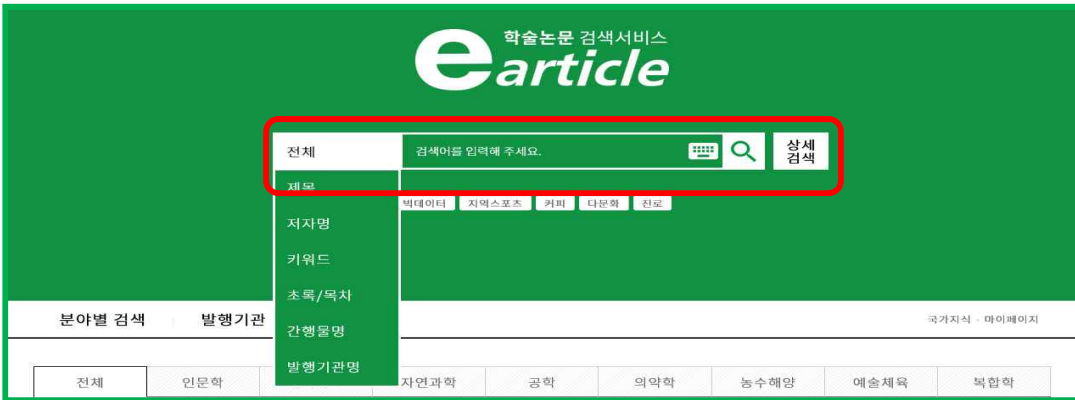 학술논문 검색서비스
earticle
전체 검색어를 입력해 주세요. 상세
검색
제목
빅데이터 지역스포츠 커피 다문화 진로
저자명
키워드
초록/목차
분야별 검색 발행기관 국가지식 마이페이지
간행물명
발행기관명
전체 인문학 자연과학 공학 의약학 농수해양 예술체육 복합학